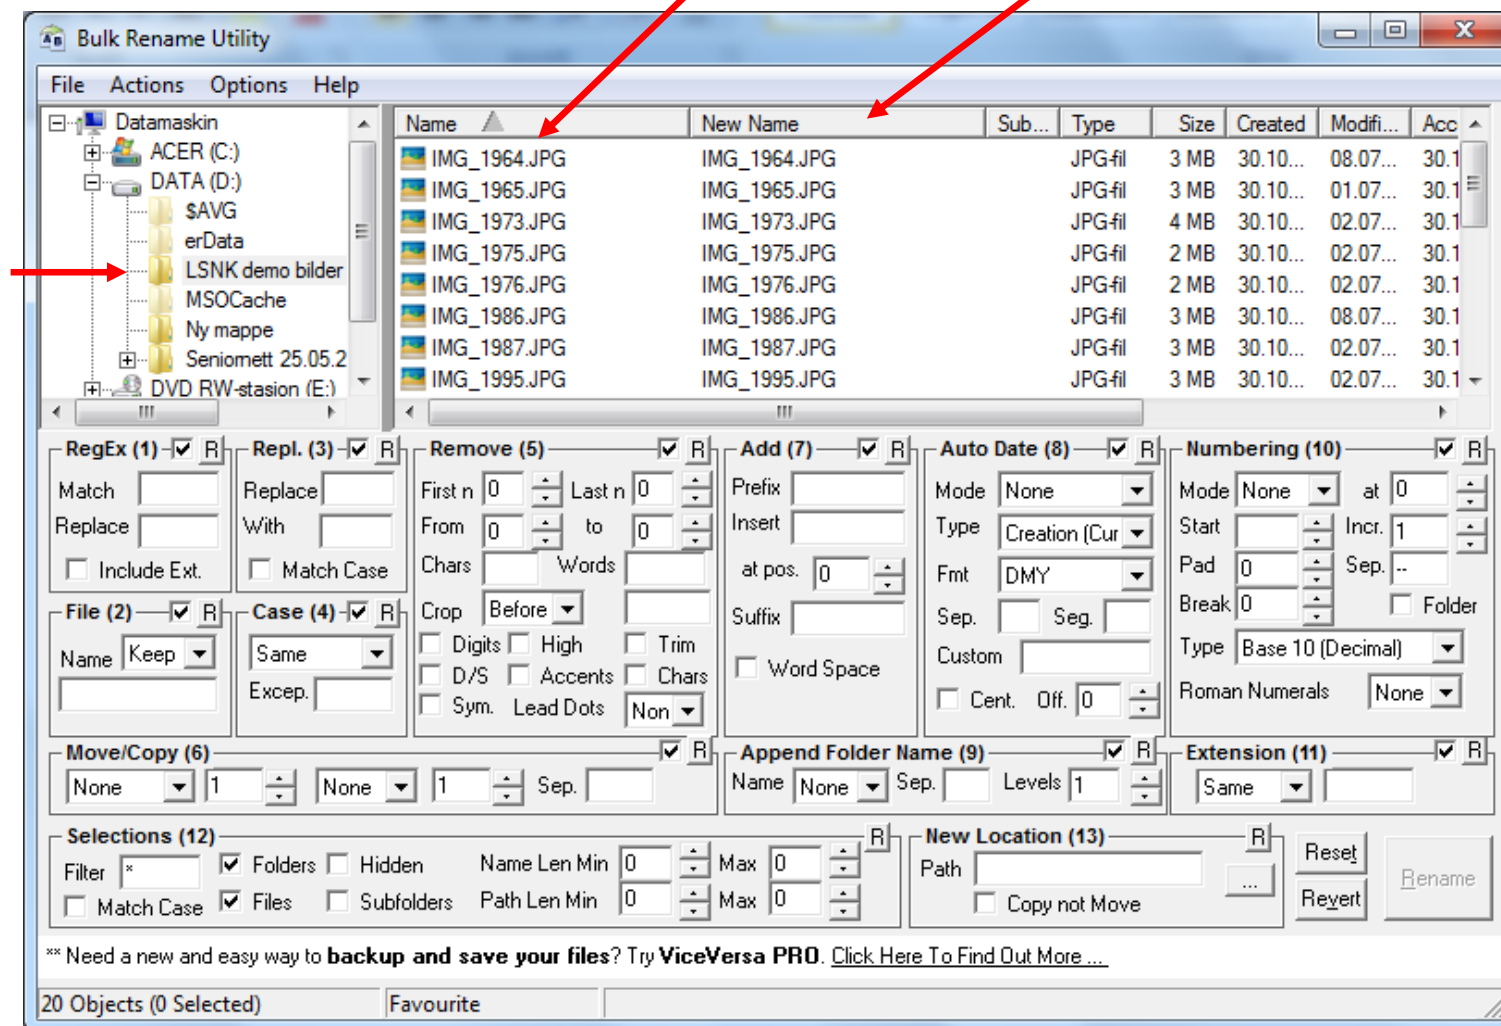 Bulk Rename Utility
File Actions Options Help
Datamaskin
ACER (C:)
DATA (D:)
$AVG
erData
LSNK demo bilder
MSOCache
Ny mappe
Seniornett 25.05.2
DVD RW-stasion (E:)
Name New Name Sub... Type Size Created Modifi... Acc
IMG_1964.JPG IMG_1964.JPG JPG-fil 3 MB 30.10... 08.07... 30.1
IMG_1965.JPG IMG_1965.JPG JPG-fil 3 MB 30.10... 01.07... 30.1
IMG_1973.JPG IMG_1973.JPG JPG-fil 4 MB 30.10... 02.07... 30.1
IMG_1975.JPG IMG_1975.JPG JPG-fil 2 MB 30.10... 02.07... 30.1
IMG_1976.JPG IMG_1976.JPG JPG-fil 2 MB 30.10... 02.07... 30.1
IMG_1986.JPG IMG_1986.JPG JPG-fil 3 MB 30.10... 08.07... 30.1
IMG_1987.JPG IMG_1987.JPG JPG-fil 3 MB 30.10... 02.07... 30.1
IMG_1995.JPG IMG_1995.JPG JPG-fil 3 MB 30.10... 02.07... 30.1
RegEx (1) R
Match
Replace
Include Ext.
Repl. (3) R
Replace
With
Match Case
File (2) R
Name Keep
Case (4) R
Same
Excep.
Remove (5) R
First n 0 Last n 0
From 0 to 0
Chars Words
Crop Before
Digits High Trim
D/S Accents Chars
Sym. Lead Dots Non
Add (7) R
Prefix
Insert
at pos. 0
Suffix
Word Space
Auto Date (8) R
Mode None
Type Creation (Cur
Fmt DMY
Sep. Seg.
Custom
Cent. Off. 0
Numbering (10) R
Mode None at 0
Start Incr. 1
Pad 0 Sep. --
Break 0 Folder
Type Base 10 (Decimal)
Roman Numerals None
Move/Copy (6) R
None 1 None 1 Sep.
Append Folder Name (9) R
Name None Sep. Levels 1
Extension (11) R
Same
Selections (12) R
Filter * Folders Hidden Name Len Min 0 Max 0
Match Case Files Subfolders Path Len Min 0 Max 0
New Location (13) R
Path ...
Copy not Move
Reset
Revert
Rename
** Need a new and easy way to backup and save your files? Try ViceVersa PRO. Click Here To Find Out More ...
20 Objects (0 Selected) Favourite